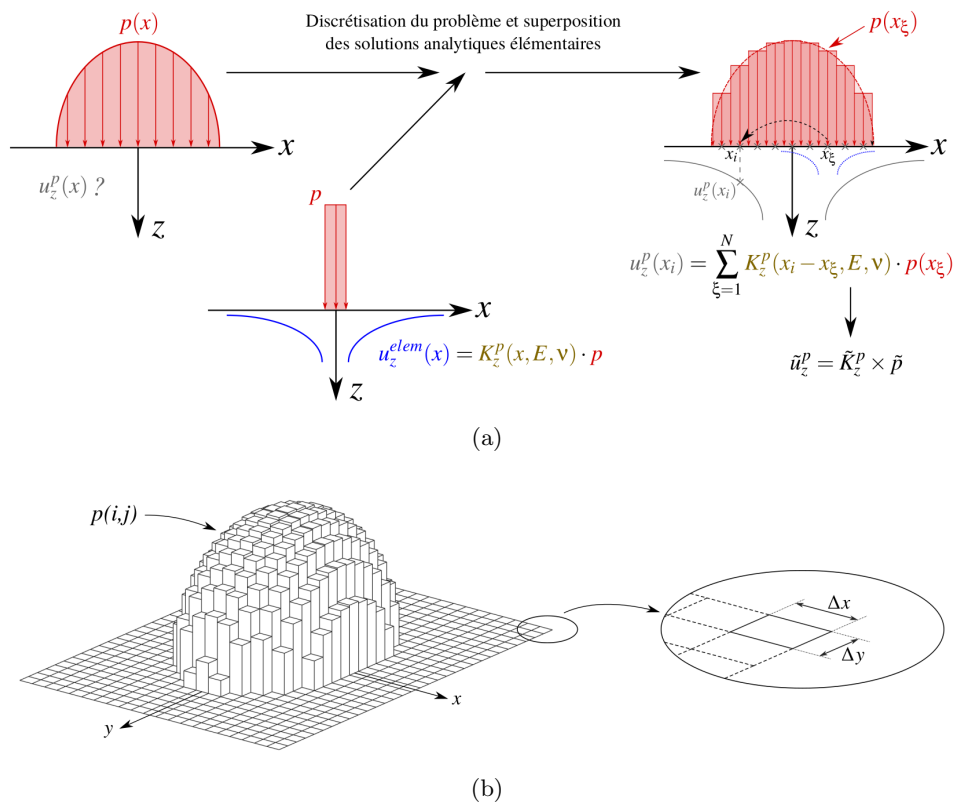 Discrétisation du problème et superposition
des solutions analytiques élémentaires
p(x)
x
u_z^p(x) ?
z
p
x
u_z^{elem}(x) = K_z^p(x, E, ν) · p
z
p(x_ξ)
x_i
x_ξ
x
u_z^p(x_i)
z
u_z^p(x_i) = \sum_{ξ=1}^{N} K_z^p(x_i − x_ξ, E, ν) · p(x_ξ)
ũ_z^p = K̃_z^p × p̃
(a)
p(i,j)
x
y
Δx
Δy
(b)